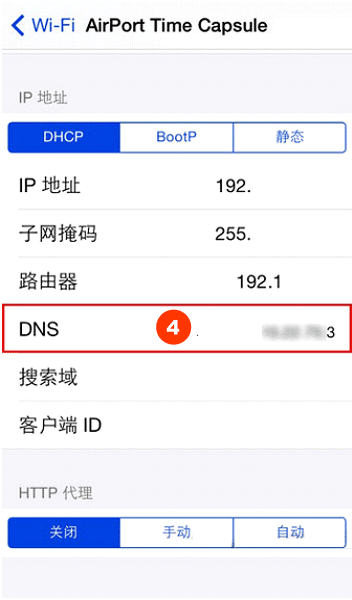 Wi-Fi AirPort Time Capsule
IP 地址
DHCP BootP 静态
IP 地址 192.
子网掩码 255.
路由器 192.1
DNS 4 . 3
搜索域
客户端 ID
HTTP 代理
关闭 手动 自动